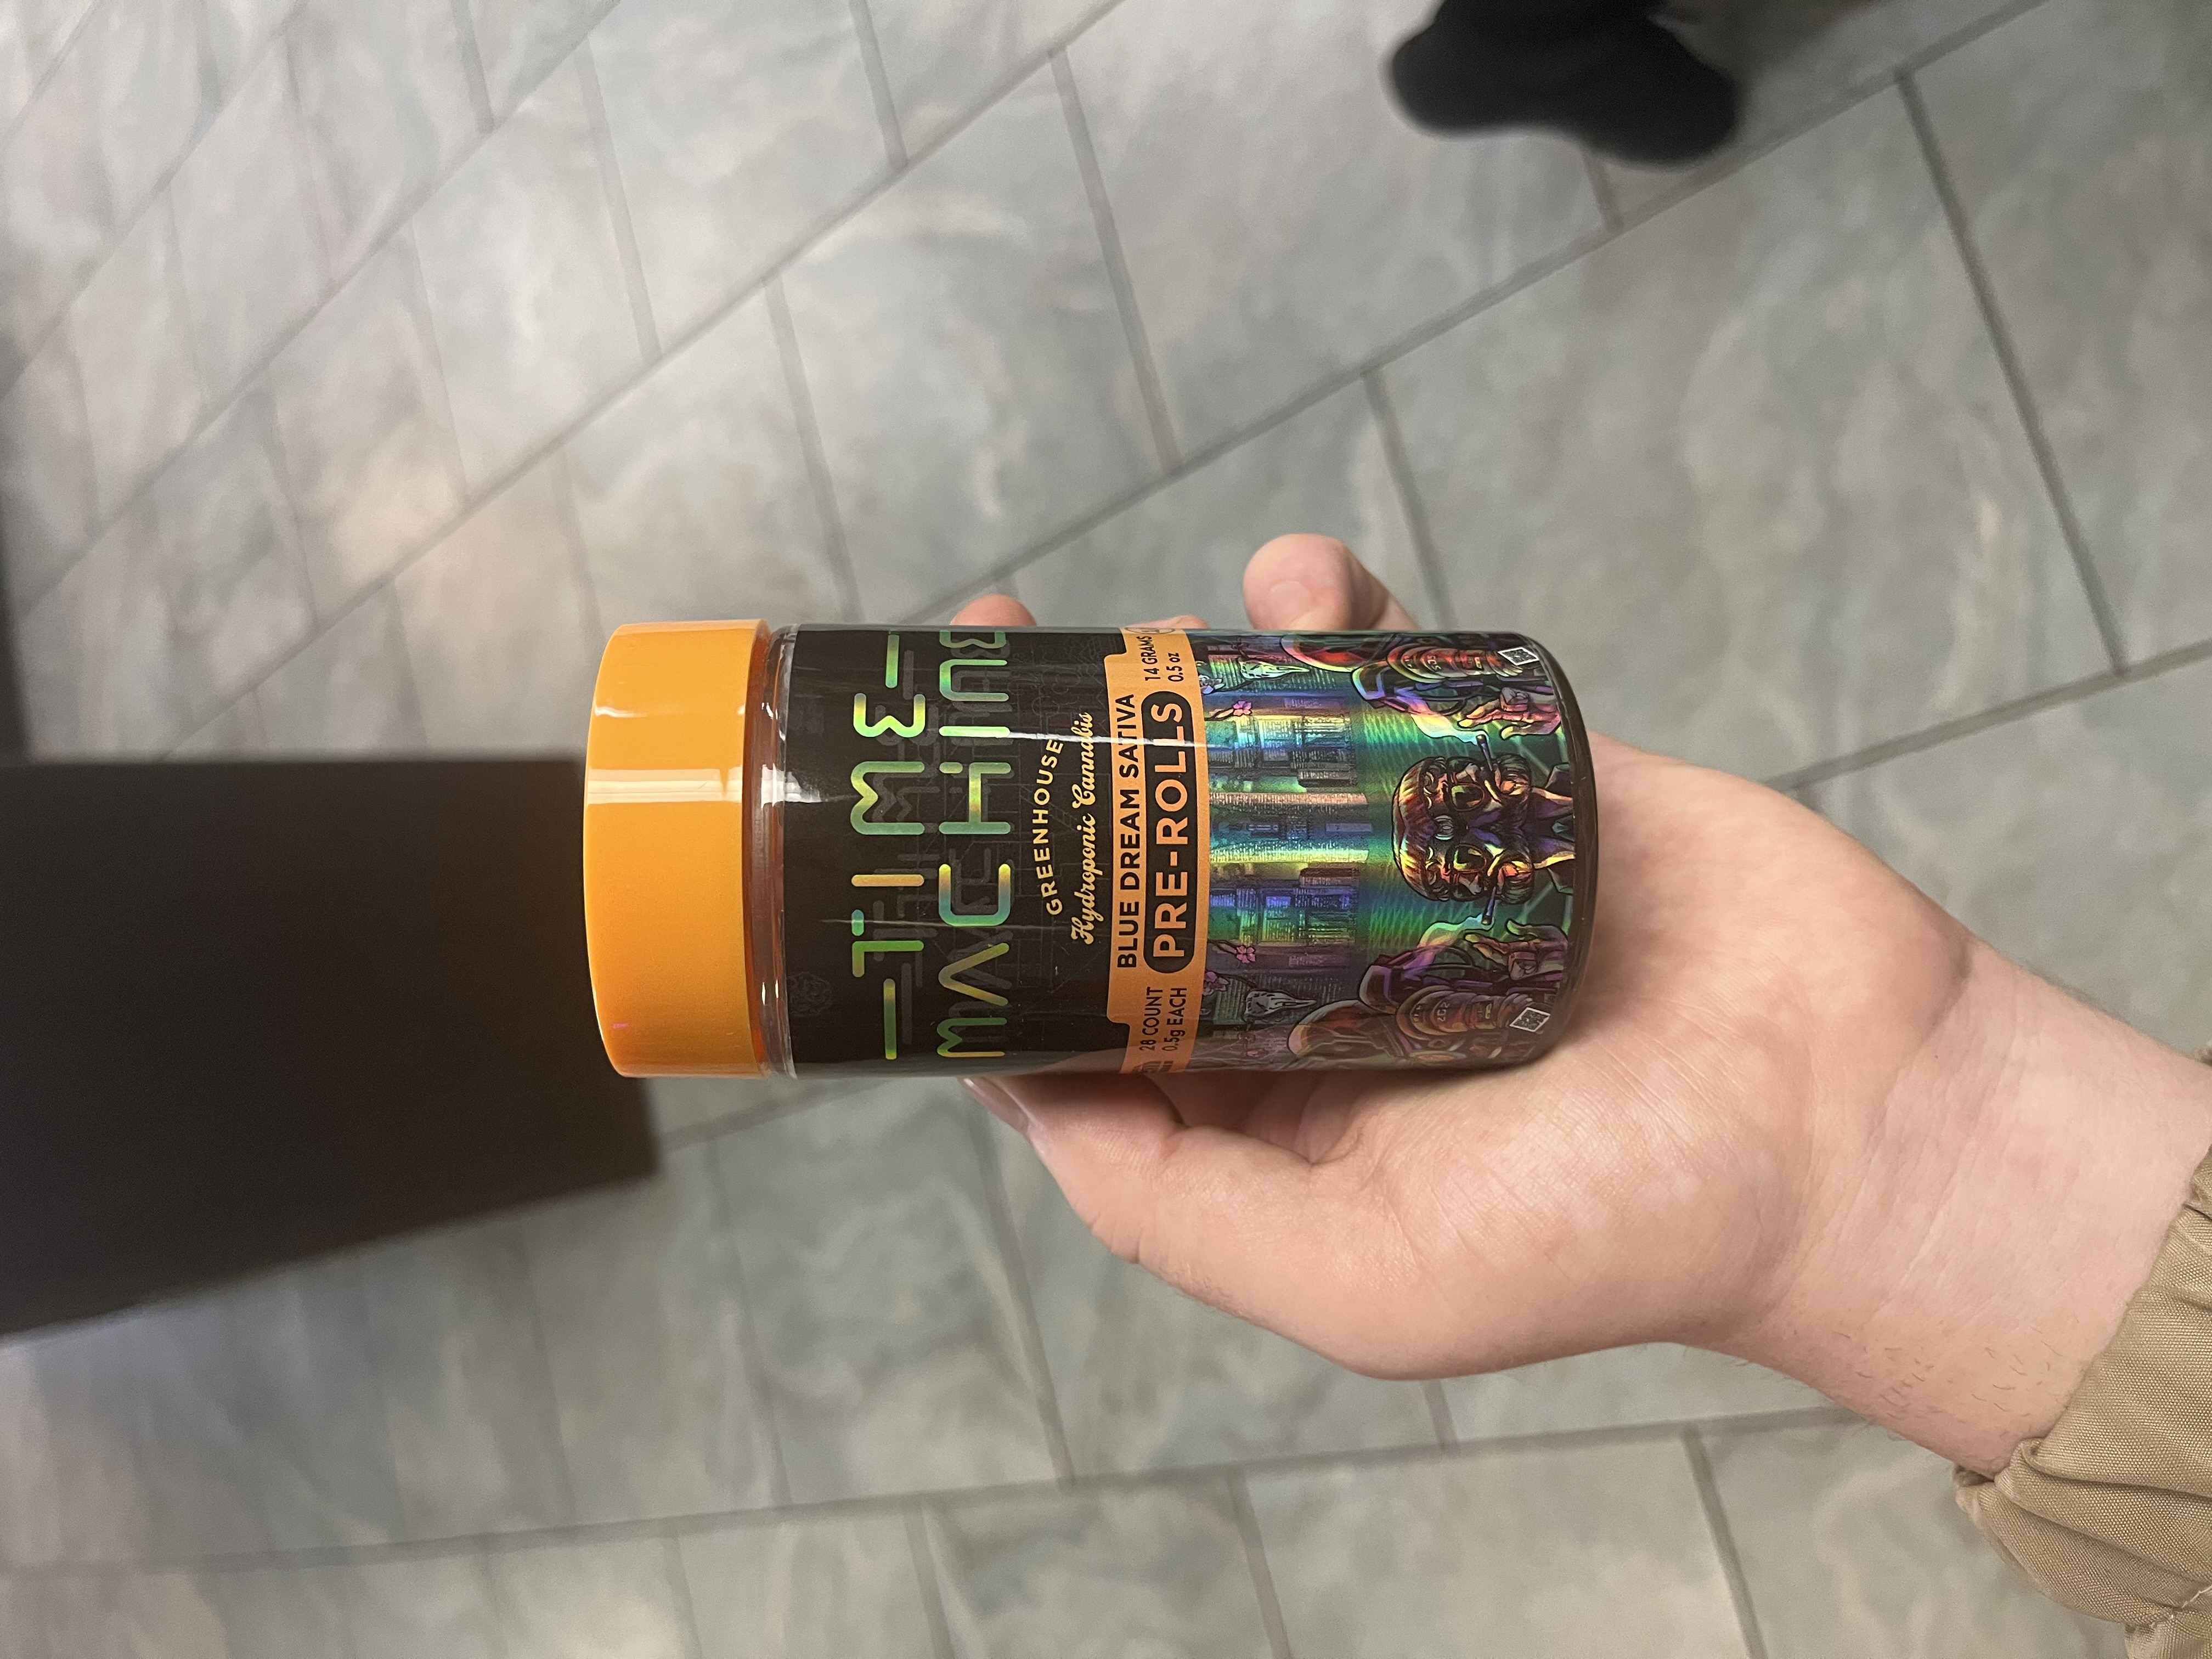 TIME
MACHINE
GREENHOUSE
Hydroponic Cannabis
28 COUNT
0.5g EACH
BLUE DREAM SATIVA
PRE-ROLLS
14 GRAMS
0.5 oz